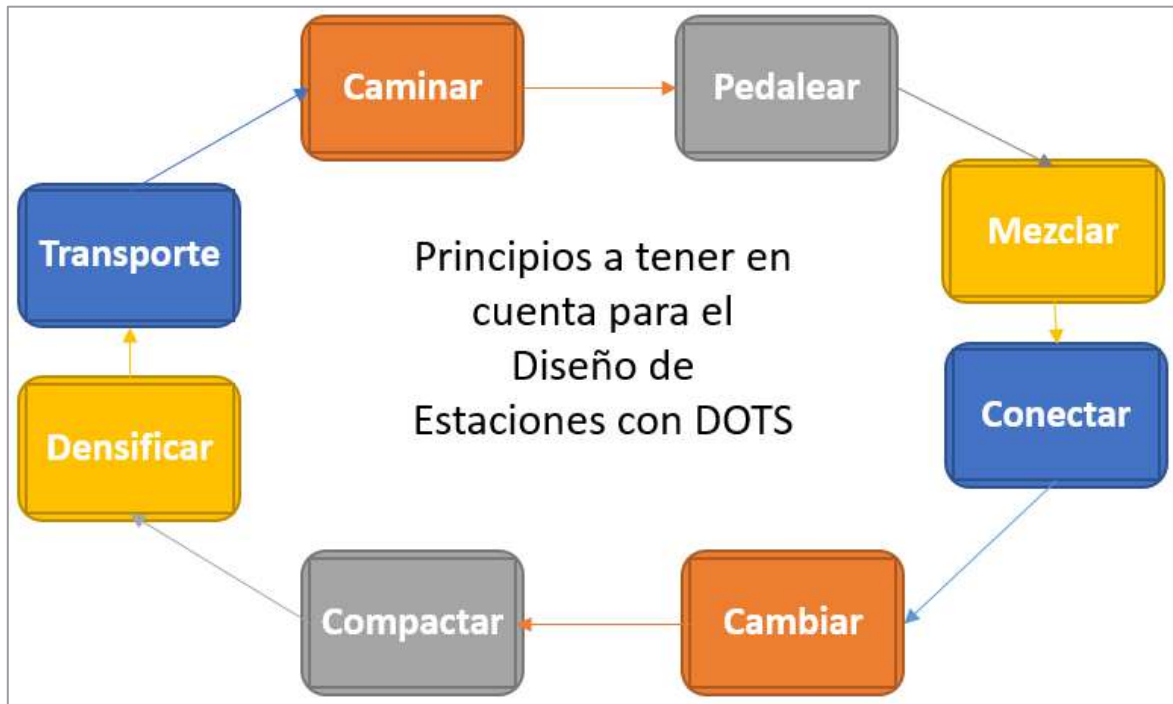 Caminar
Pedalear
Mezclar
Conectar
Cambiar
Compactar
Densificar
Transporte
Principios a tener en
cuenta para el
Diseño de
Estaciones con DOTS